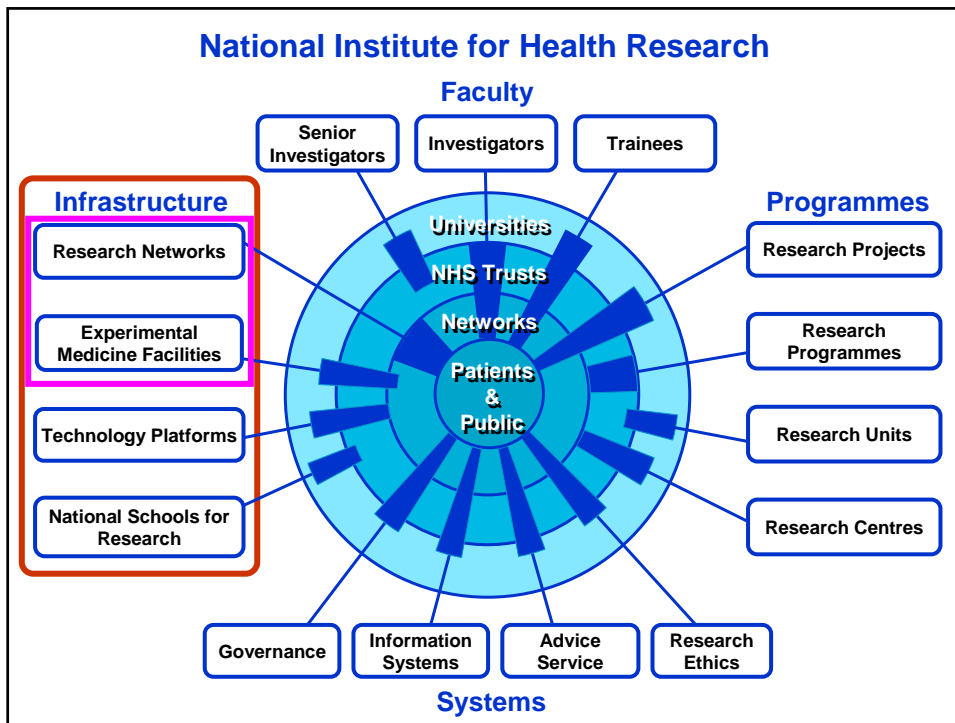 National Institute for Health Research
Faculty
Senior
Investigators
Investigators
Trainees
Infrastructure
Research Networks
Experimental
Medicine Facilities
Technology Platforms
National Schools for
Research
Universities
NHS Trusts
Networks
Patients
&
Public
Programmes
Research Projects
Research
Programmes
Research Units
Research Centres
Governance
Information
Systems
Advice
Service
Research
Ethics
Systems